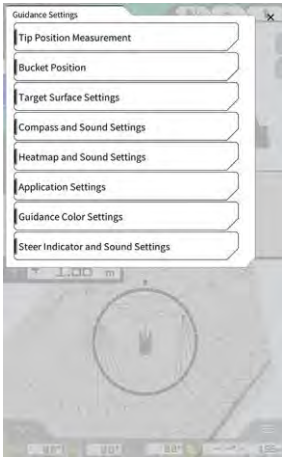 Guidance Settings
×
Tip Position Measurement
Bucket Position
Target Surface Settings
Compass and Sound Settings
Heatmap and Sound Settings
Application Settings
Guidance Color Settings
Steer Indicator and Sound Settings
1.00 m